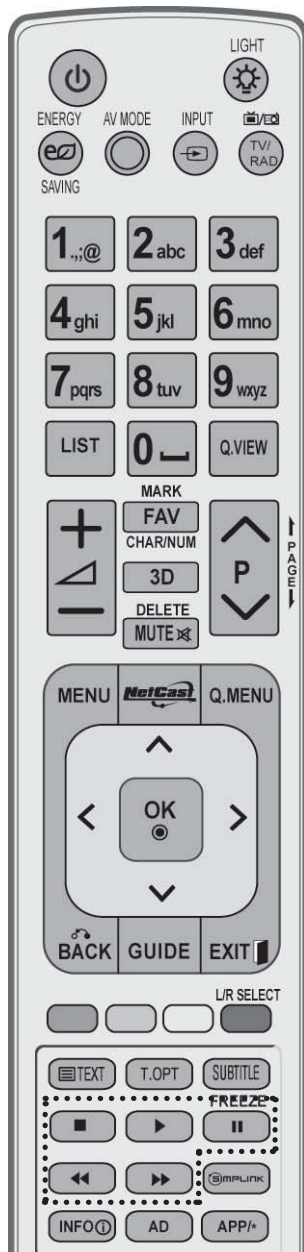 LIGHT
ENERGY AV MODE INPUT
TV/
RAD
SAVING
1.,;@ 2abc 3def
4ghi 5jkl 6mno
7pqrs 8tuv 9wxyz
LIST 0 Q.VIEW
MARK
FAV
CHAR/NUM
P
PAGE
3D
DELETE
MUTE
MENU NetCast Q.MENU
OK
BACK GUIDE EXIT
L/R SELECT
TEXT T.OPT SUBTITLE
FREEZE
SIMPLINK
INFO i AD APP/*